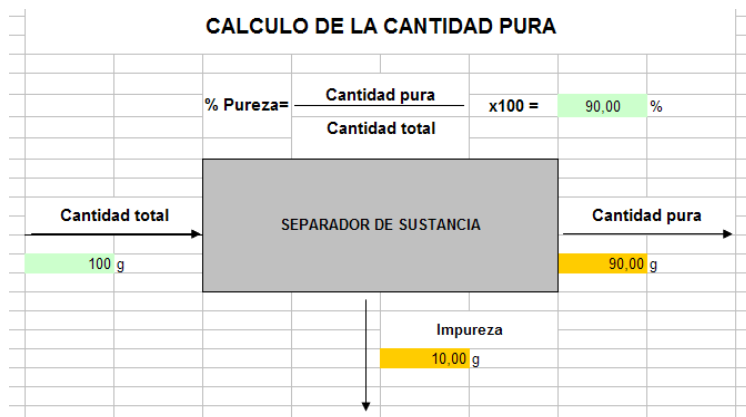 CALCULO DE LA CANTIDAD PURA
% Pureza= Cantidad pura x100 = 90,00 %
Cantidad total
Cantidad total SEPARADOR DE SUSTANCIA Cantidad pura
100 g 90,00 g
Impureza
10,00 g